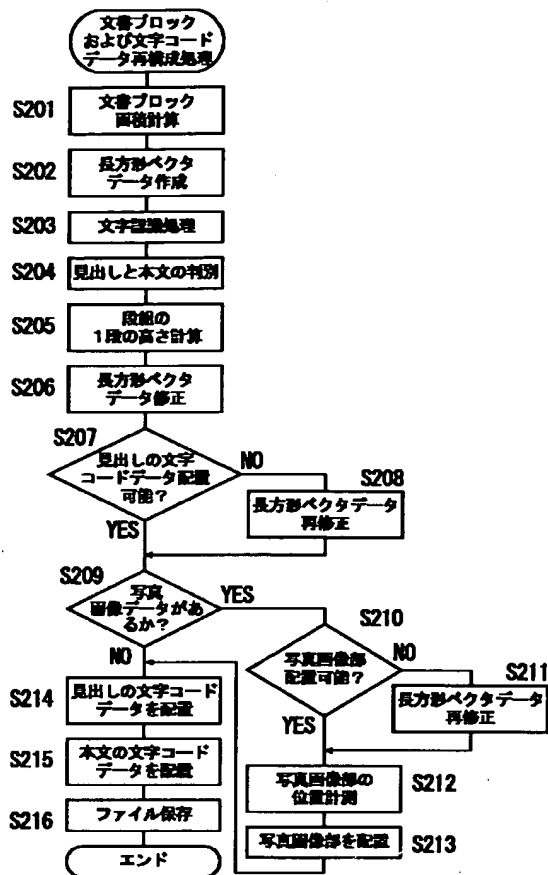 文書ブロック
および文字コード
データ再構成処理
S201
文書ブロック
面積計算
S202
長方形ベクタ
データ作成
S203
文字認識処理
S204
見出しと本文の判別
S205
段組の
1段の高さ計算
S206
長方形ベクタ
データ修正
S207
見出しの文字
コードデータ配置
可能?
NO
YES
S208
長方形ベクタデータ
再修正
S209
写真
画像データがあ
るか?
YES
NO
S210
写真画像部
配置可能?
NO
YES
S211
長方形ベクタデータ
再修正
S212
写真画像部の
位置計測
S213
写真画像部を配置
S214
見出しの文字コード
データを配置
S215
本文の文字コード
データを配置
S216
ファイル保存
エンド